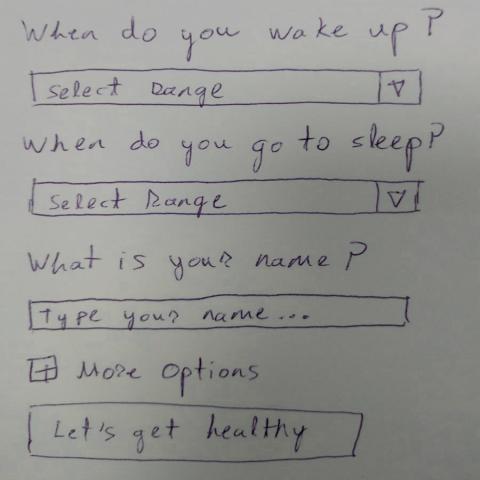 When do you wake up?
Select Range
When do you go to sleep?
Select Range
What is your name?
Type your name...
More Options
Let's get healthy